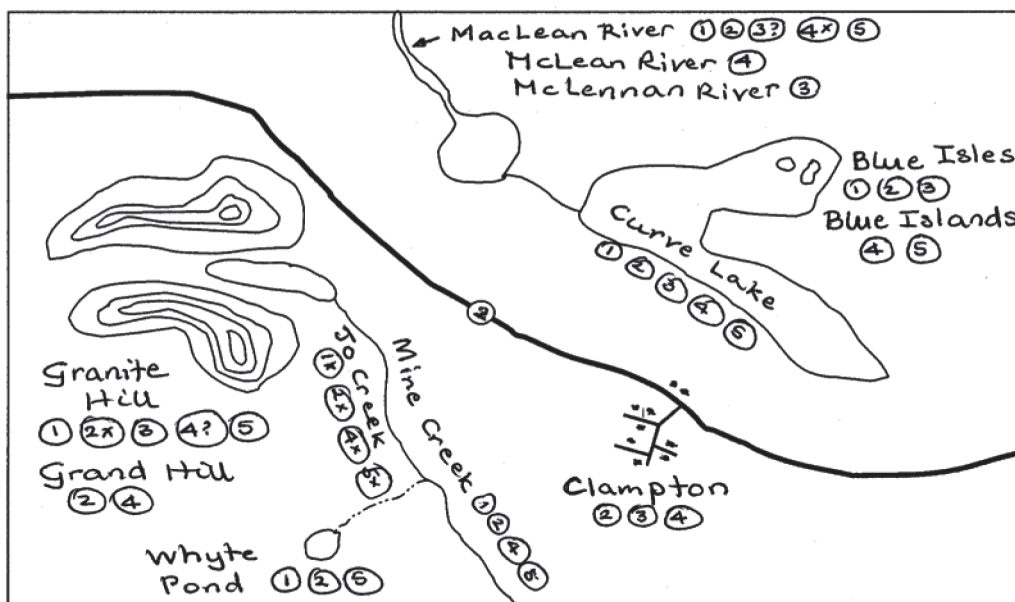 MacLean River ① ② ③? ④x ⑤
McLean River ④
McLennan River ③
Blue Isles
① ② ③
Blue Islands
④ ⑤
Curve Lake
① ② ③ ④ ⑤
②
Granite
Hill
① ②x ③ ④? ⑤
Grand Hill
② ④
Jo Creek
①x ②x ④x ⑤x
Mine Creek ① ② ④ ⑤
Clampton
② ③ ④
Whyte
Pond ① ② ⑤